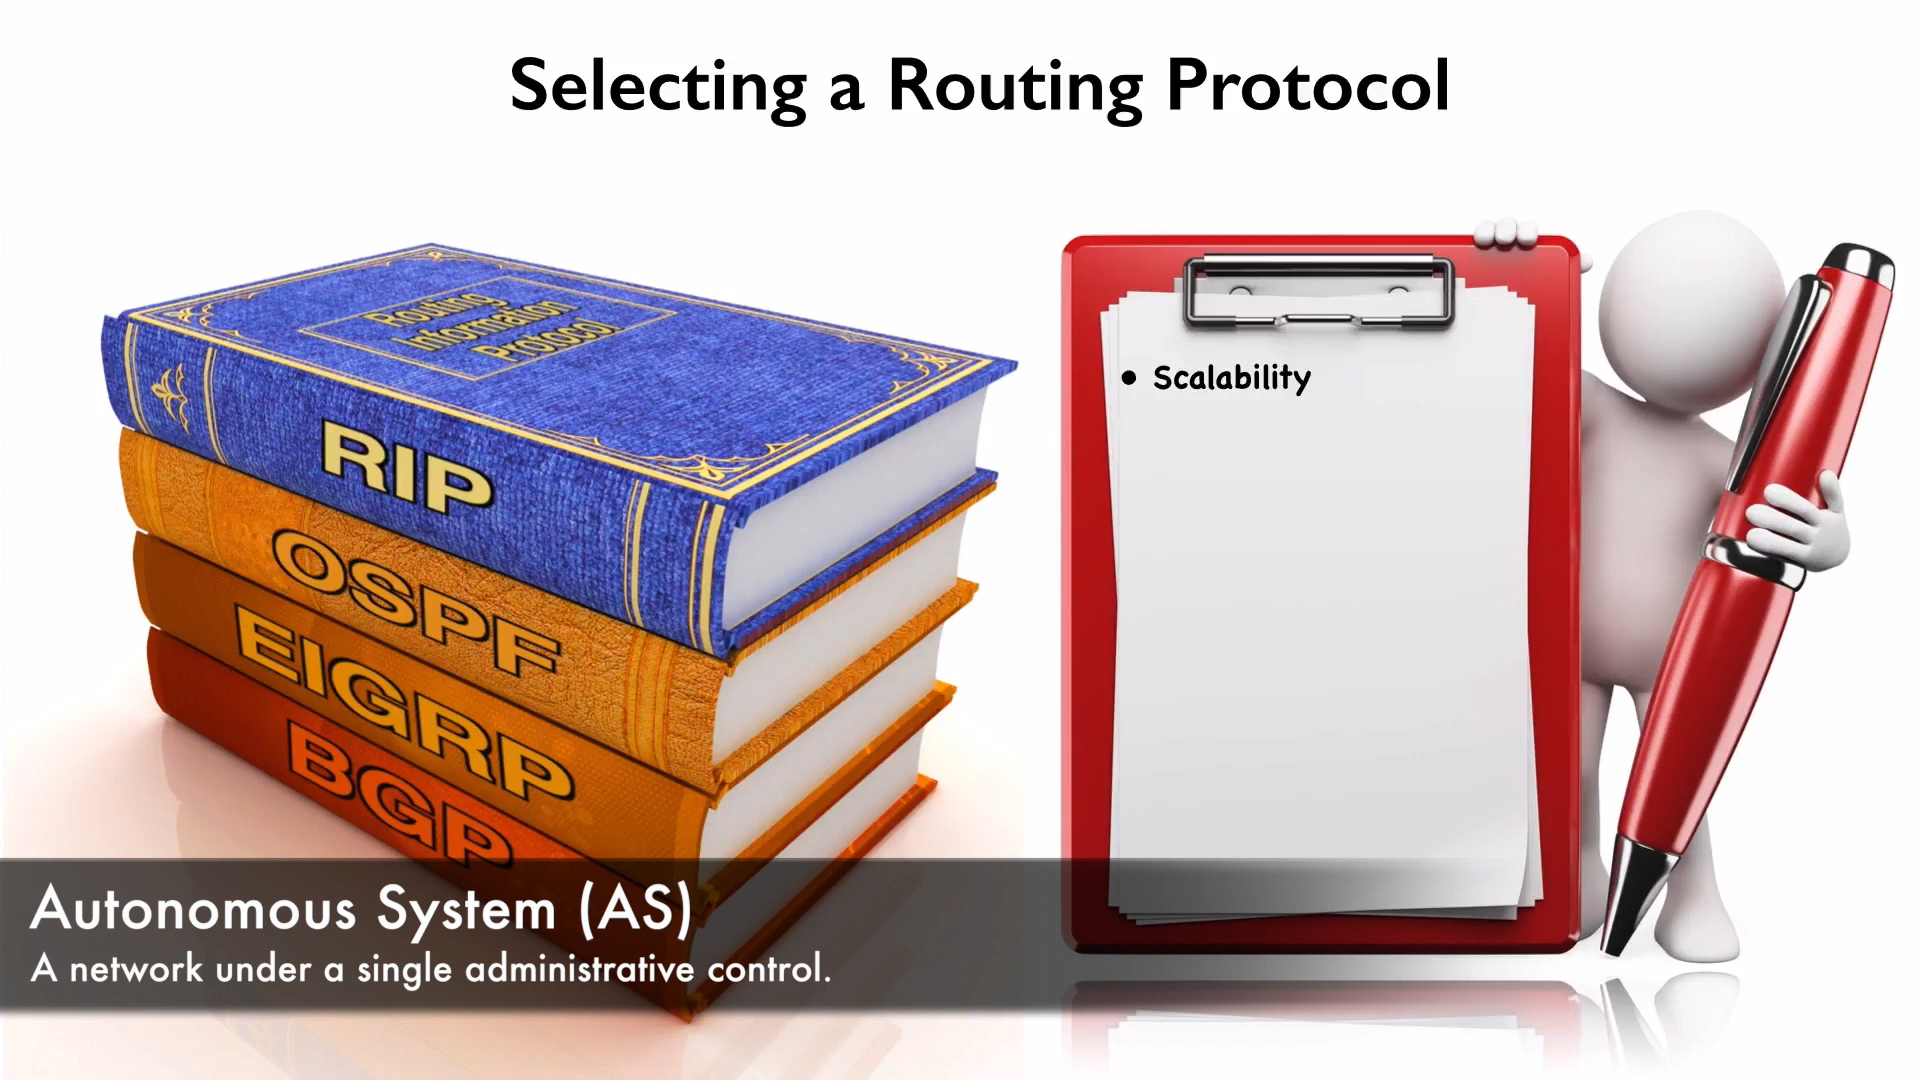 Selecting a Routing Protocol
Routing
Information
Protocol
RIP
OSPF
EIGRP
BGP
• Scalability
Autonomous System (AS)
A network under a single administrative control.